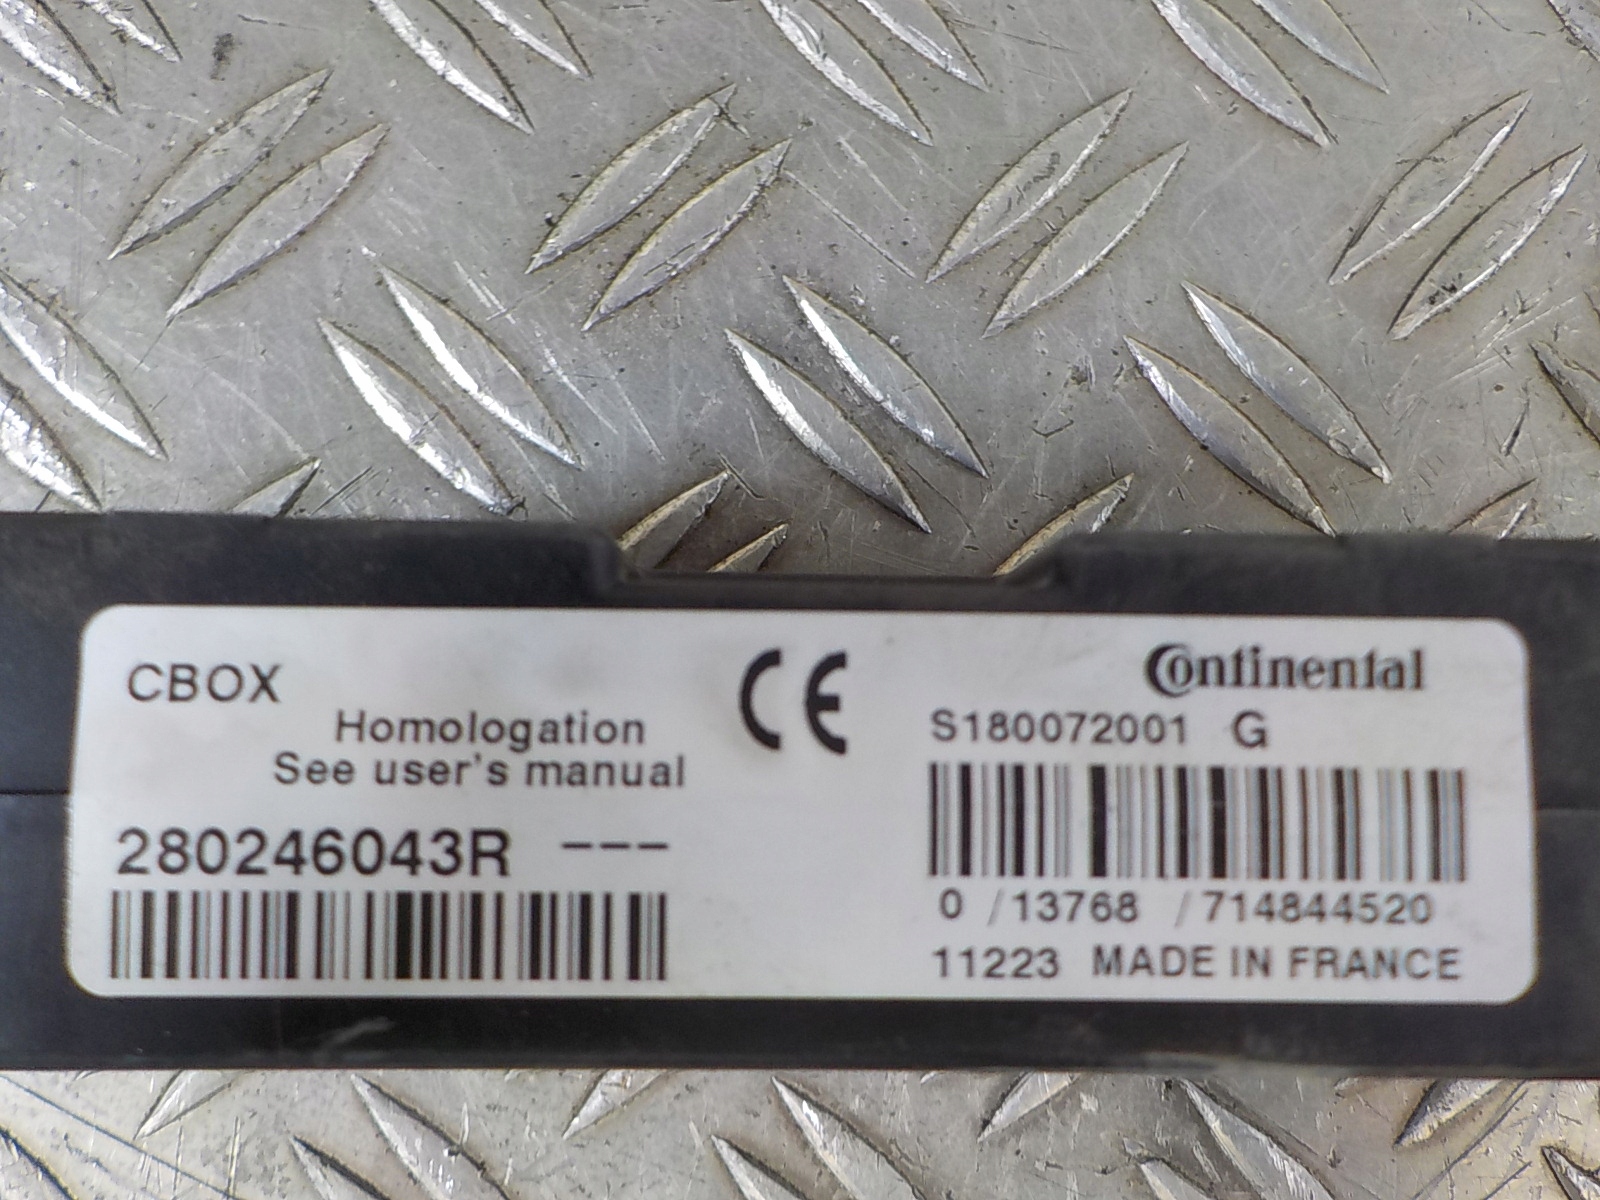 CBOX
Homologation
See user's manual
280246043R ---
CE
Continental
S180072001 G
0 /13768 /714844520
11223 MADE IN FRANCE